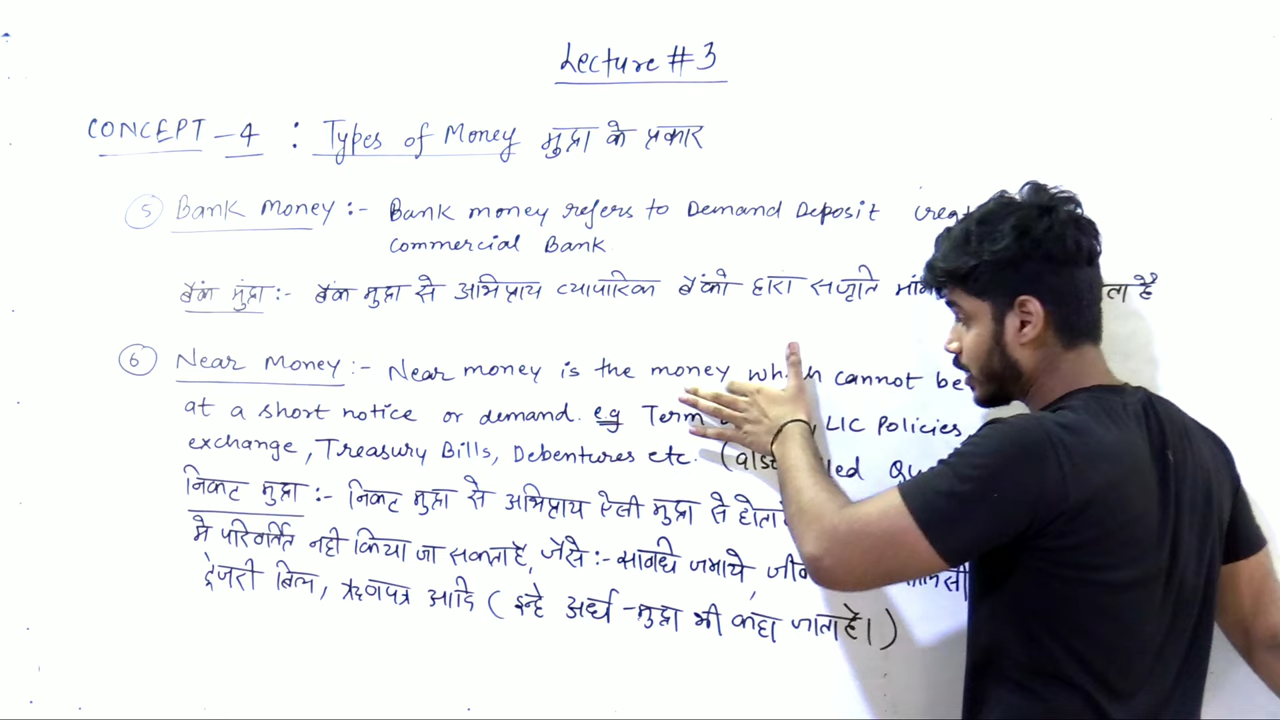 Lecture #3
CONCEPT-4 : Types of Money मुद्रा के प्रकार
5 Bank Money :- Bank money refers to Demand Deposit
commercial Bank
बैंक मुद्रा :- बैंक मुद्रा से अभिप्राय व्यापारिक बैंको द्वारा है
6 Near Money :- Near money is the money which cannot be
at a short notice or demand. e.g Term LIC Policies
exchange, Treasury Bills, Debentures etc.
निकट मुद्रा :- निकट मुद्रा से अभिप्राय ऐसी मुद्रा से होता
मे परिवर्तित नही किया जा सकता है, जैसे :- जमाये,
ट्रेजरी बिल, ऋणपत्र आदि ( इन्हे अर्ध-मुद्रा भी कहा जाता है। )